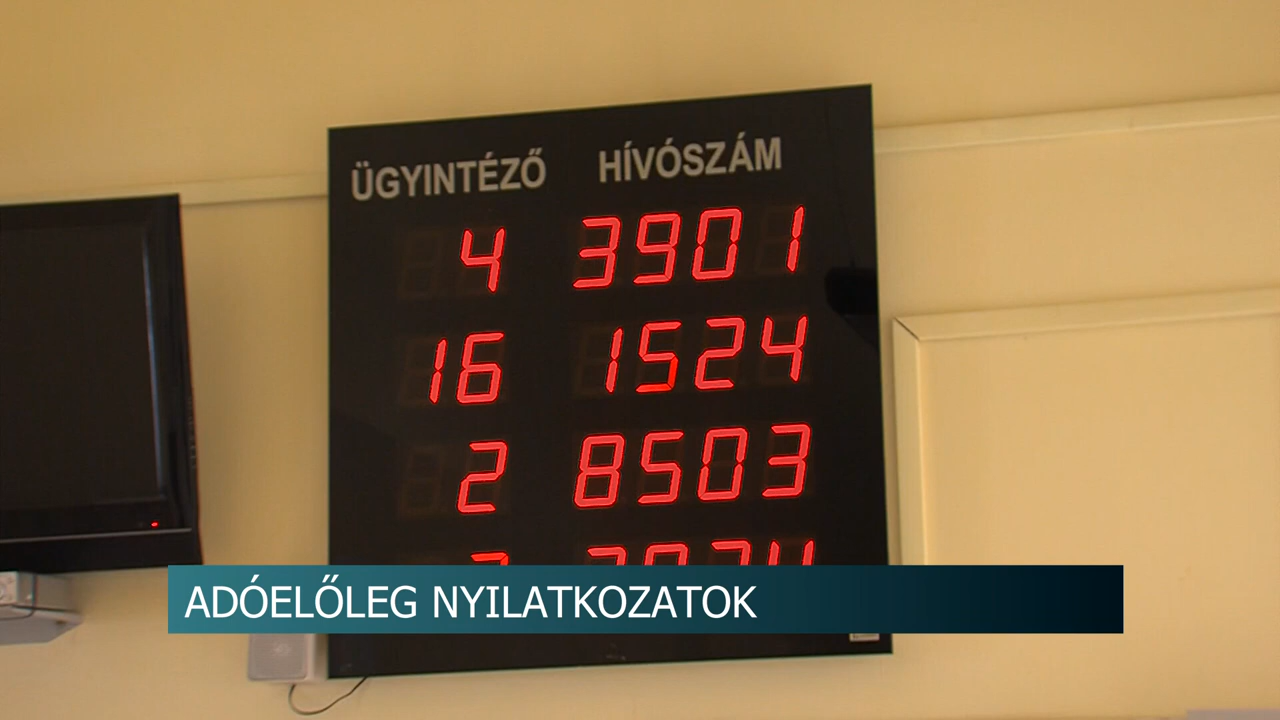 ÜGYINTÉZŐ HÍVÓSZÁM
4 3901
16 1524
2 8503
ADÓELŐLEG NYILATKOZATOK